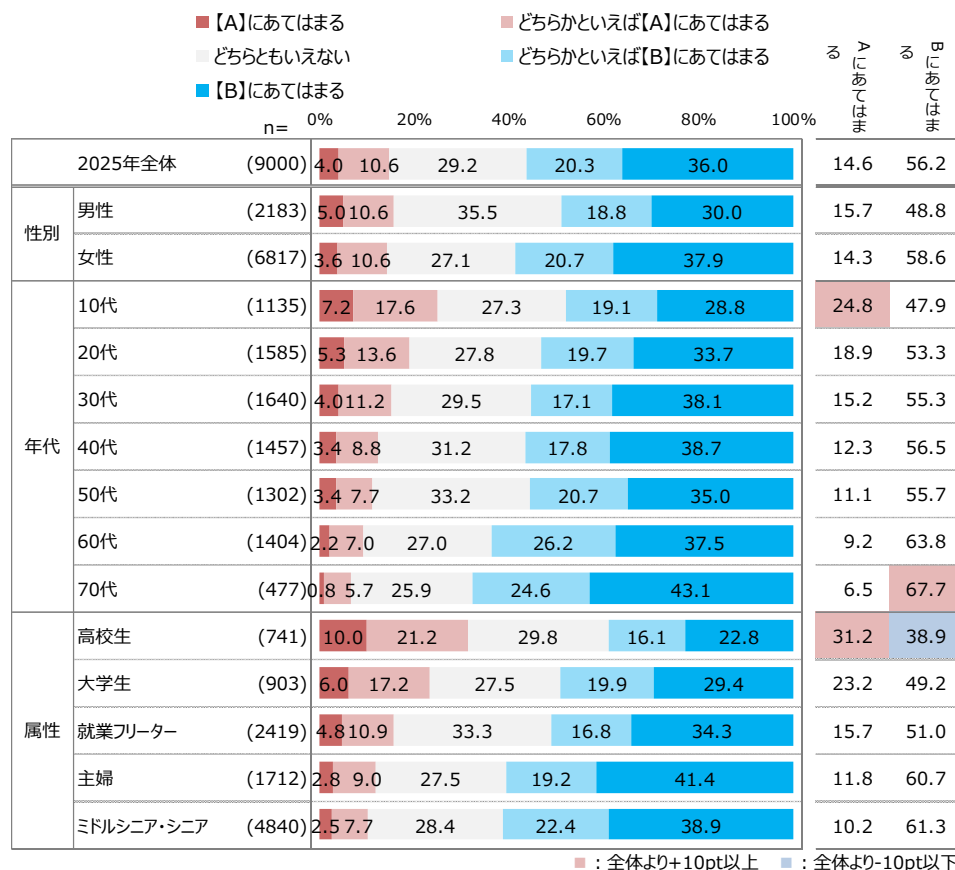 ■【A】にあてはまる ■どちらかといえば【A】にあてはまる
■どちらともいえない ■どちらかといえば【B】にあてはまる
■【B】にあてはまる
Aにあてはまる Bにあてはまる
n= 0% 20% 40% 60% 80% 100%
2025年全体 (9000) 4.0 10.6 29.2 20.3 36.0 14.6 56.2
性別
男性 (2183) 5.0 10.6 35.5 18.8 30.0 15.7 48.8
女性 (6817) 3.6 10.6 27.1 20.7 37.9 14.3 58.6
年代
10代 (1135) 7.2 17.6 27.3 19.1 28.8 24.8 47.9
20代 (1585) 5.3 13.6 27.8 19.7 33.7 18.9 53.3
30代 (1640) 4.0 11.2 29.5 17.1 38.1 15.2 55.3
40代 (1457) 3.4 8.8 31.2 17.8 38.7 12.3 56.5
50代 (1302) 3.4 7.7 33.2 20.7 35.0 11.1 55.7
60代 (1404) 2.2 7.0 27.0 26.2 37.5 9.2 63.8
70代 (477) 0.8 5.7 25.9 24.6 43.1 6.5 67.7
属性
高校生 (741) 10.0 21.2 29.8 16.1 22.8 31.2 38.9
大学生 (903) 6.0 17.2 27.5 19.9 29.4 23.2 49.2
就業フリーター (2419) 4.8 10.9 33.3 16.8 34.3 15.7 51.0
主婦 (1712) 2.8 9.0 27.5 19.2 41.4 11.8 60.7
ミドルシニア・シニア (4840) 2.5 7.7 28.4 22.4 38.9 10.2 61.3
■：全体より+10pt以上 ■：全体より-10pt以下